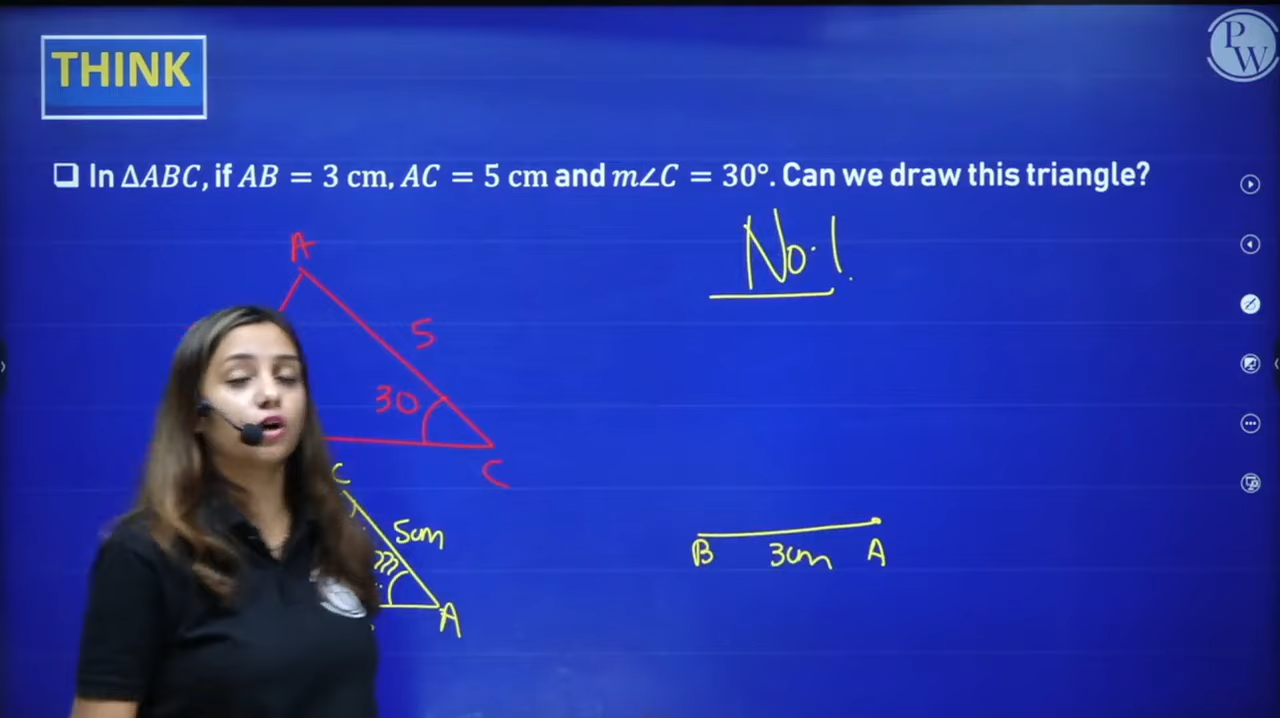 THINK
PW
❑ In ΔABC, if AB = 3 cm, AC = 5 cm and m∠C = 30°. Can we draw this triangle?
No!
A
5
30
C
C
5cm
???
A
B 3cm A